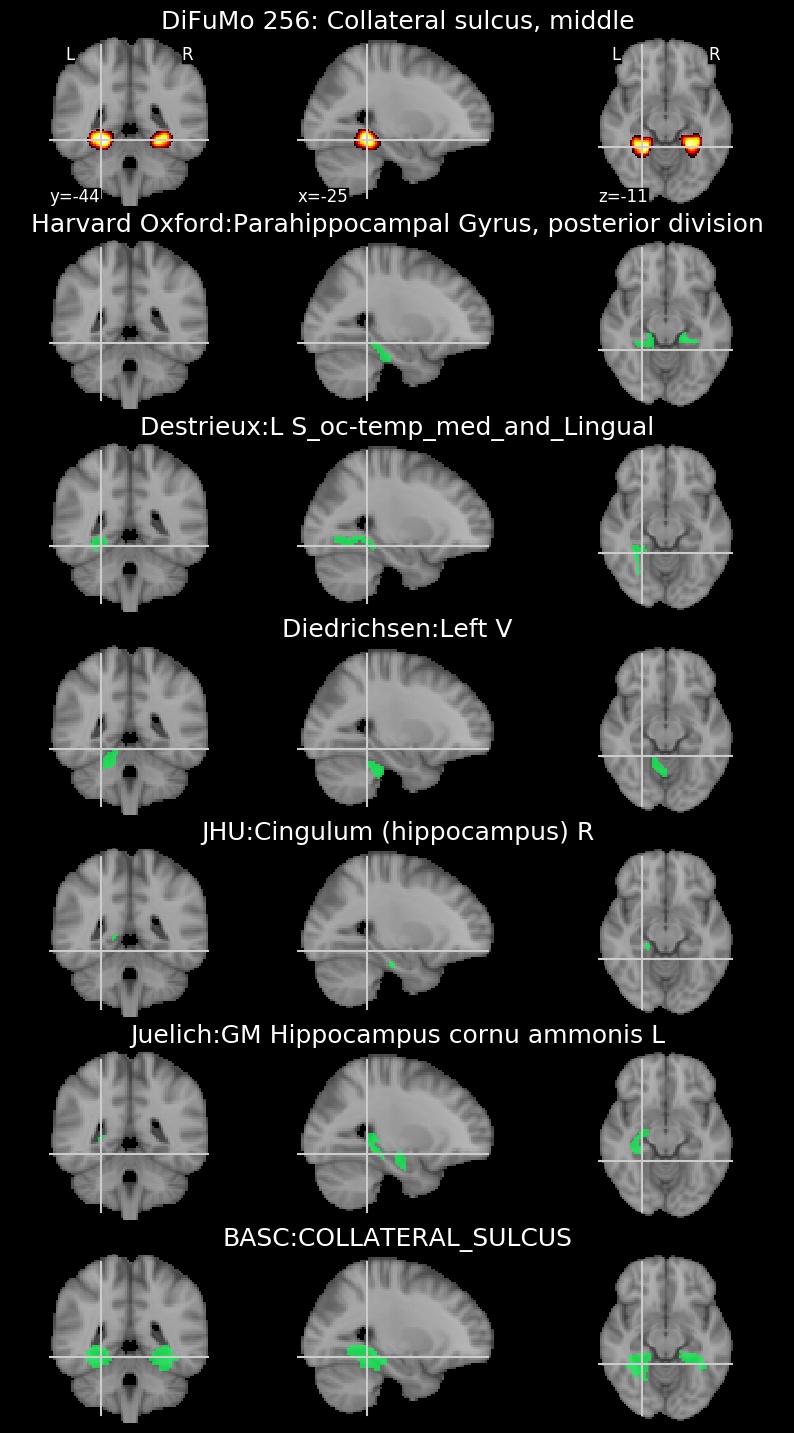 DiFuMo 256: Collateral sulcus, middle
L R L R
y=-44 x=-25 z=-11
Harvard Oxford:Parahippocampal Gyrus, posterior division
Destrieux:L S_oc-temp_med_and_Lingual
Diedrichsen:Left V
JHU:Cingulum (hippocampus) R
Juelich:GM Hippocampus cornu ammonis L
BASC:COLLATERAL_SULCUS